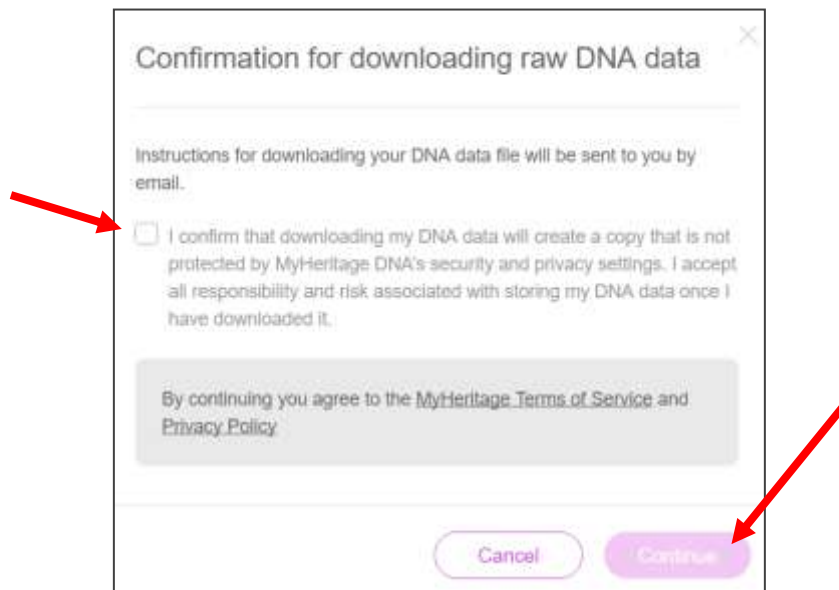 Confirmation for downloading raw DNA data
Instructions for downloading your DNA data file will be sent to you by
email.
I confirm that downloading my DNA data will create a copy that is not
protected by MyHeritage DNA's security and privacy settings. I accept
all responsibility and risk associated with storing my DNA data once I
have downloaded it.
By continuing you agree to the MyHeritage Terms of Service and
Privacy Policy
Cancel
Continue